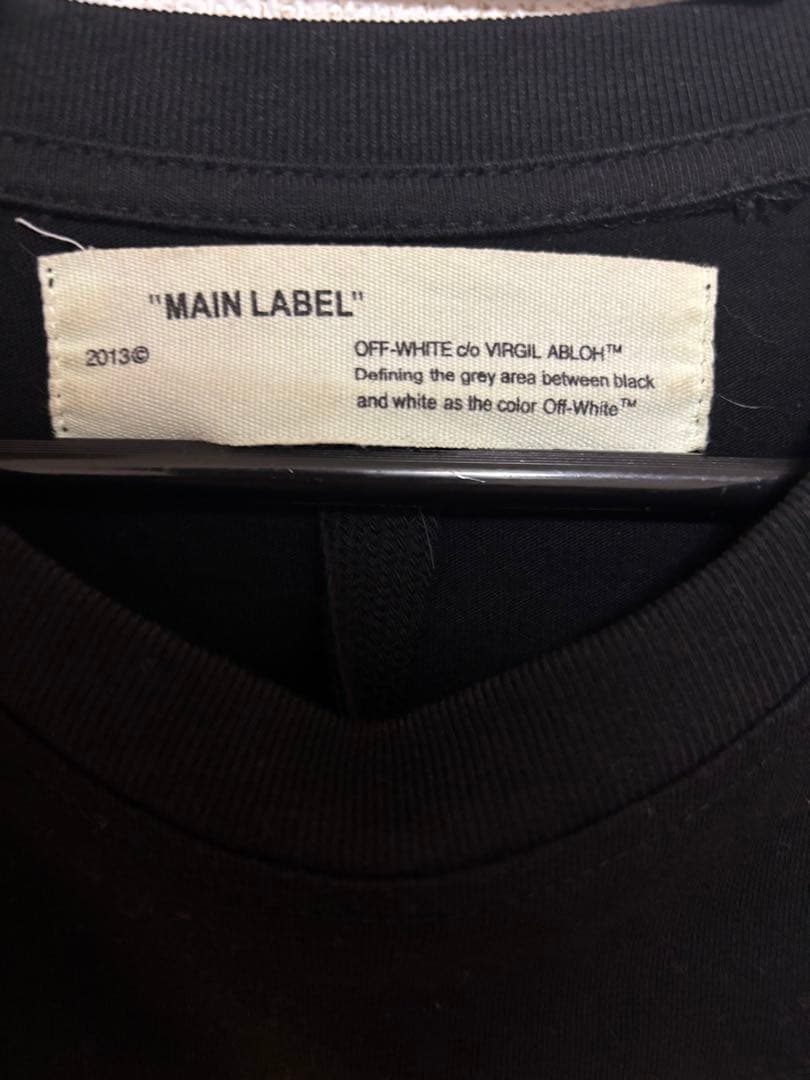 "MAIN LABEL"
2013©
OFF-WHITE c/o VIRGIL ABLOH™
Defining the grey area between black
and white as the color Off-White™